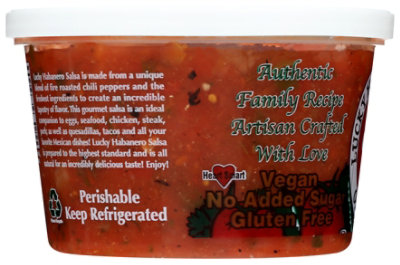 Lucky Habanero Salsa is made from a unique
blend of fire roasted chili peppers and the
freshest ingredients to create an incredible
This gourmet salsa is an ideal
companion to eggs, seafood, chicken, steak,
pork, as well as quesadillas, tacos and all your
favorite Mexican dishes! Lucky Habanero Salsa
is prepared to the highest standard and is all
natural for an incredibly delicious taste! Enjoy!
Perishable
Keep Refrigerated
Authentic
Family Recipe
Artisan Crafted
With Love
Heart Smart
Vegan
No Added Sugar
Gluten Free
LUCKY